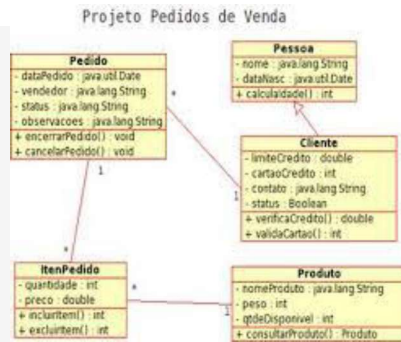 Projeto Pedidos de Venda
Pedido
- dataPedido : java.util.Date
- vendedor : java.lang.String
- status : java.lang.String
- observacoes : java.lang.String
+ encerrarPedido() : void
+ cancelarPedido() : void
*
1
Pessoa
- nome : java.lang.String
- dataNasc : java.util.Date
+ calculaIdade() : int
Cliente
- limiteCredito : double
- cartaoCredito : int
- contato : java.lang.String
- status : Boolean
+ verificaCredito() : double
+ validaCartao() : int
1
*
ItenPedido
- quantidade : int
- preco : double
+ incluirItem() : int
+ excluirItem() : int
*
1
Produto
- nomeProduto : java.lang.String
- peso : int
- qtdeDisponivel : int
+ consultarProduto() : Produto